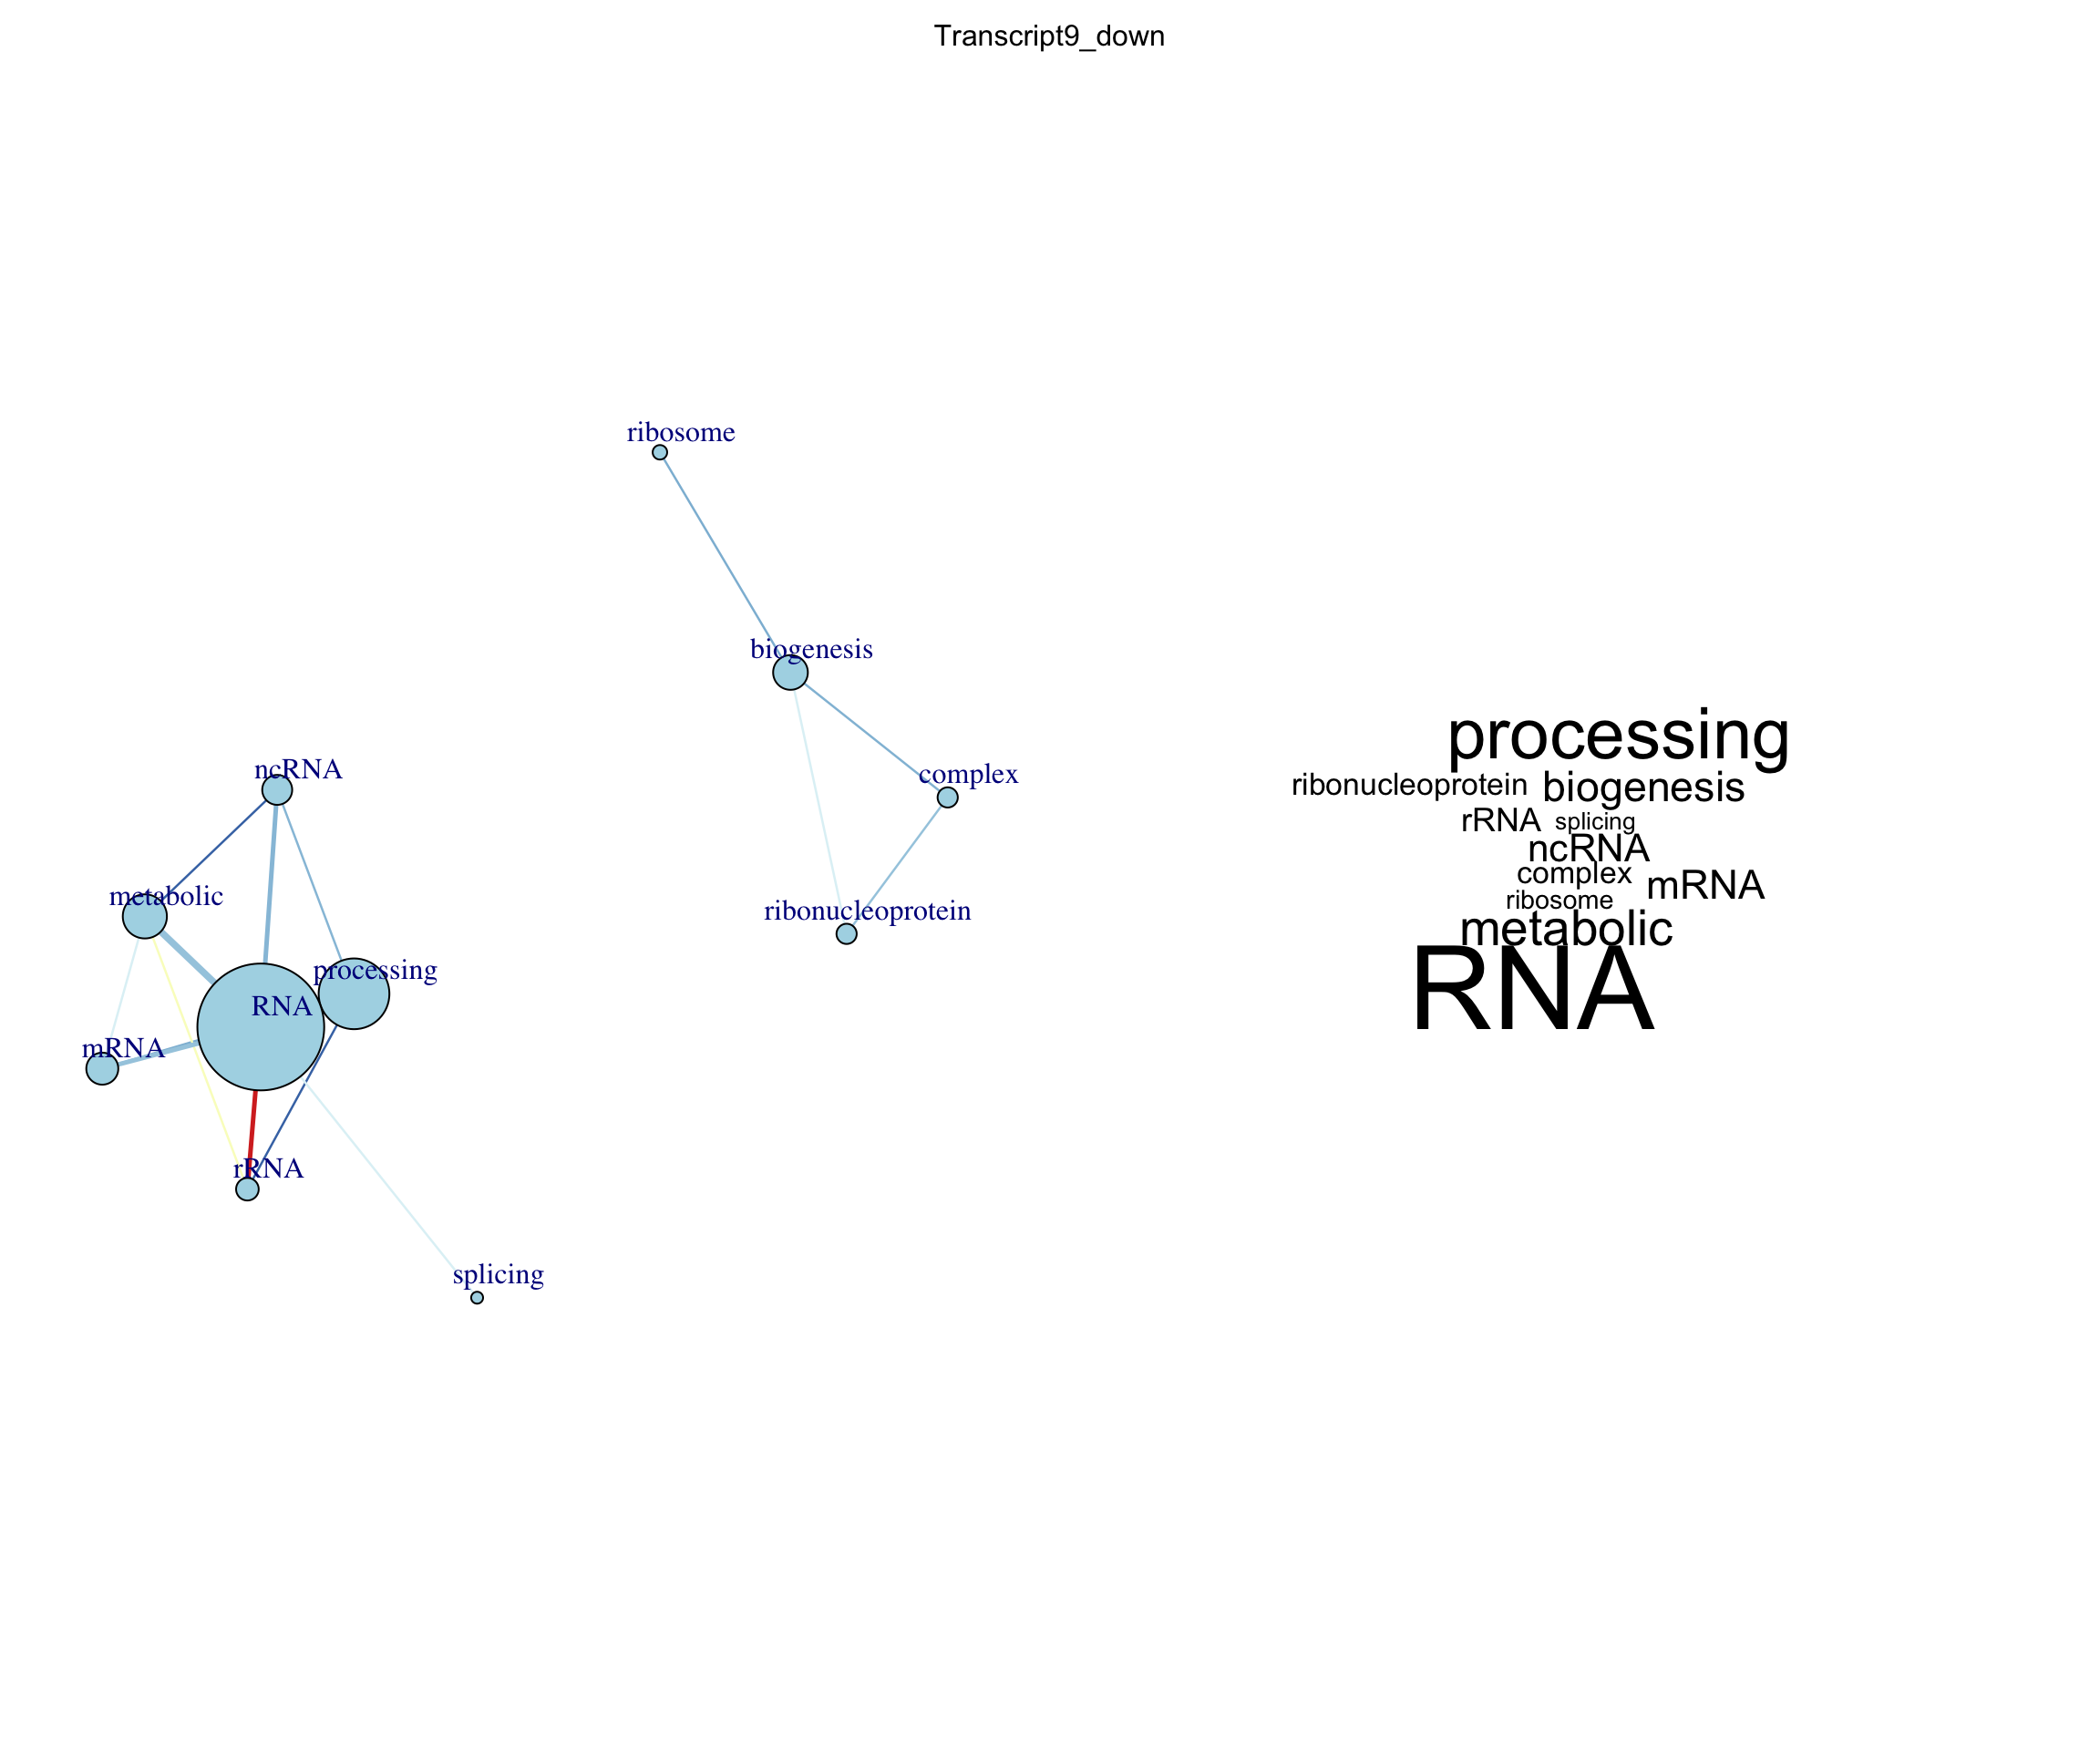 Transcript9_down
ribosome
biogenesis
ncRNA
complex
metabolic
ribonucleoprotein
processing
RNA
mRNA
rRNA
splicing
processing
ribonucleoprotein biogenesis
rRNA splicing
ncRNA
complex mRNA
ribosome
metabolic
RNA